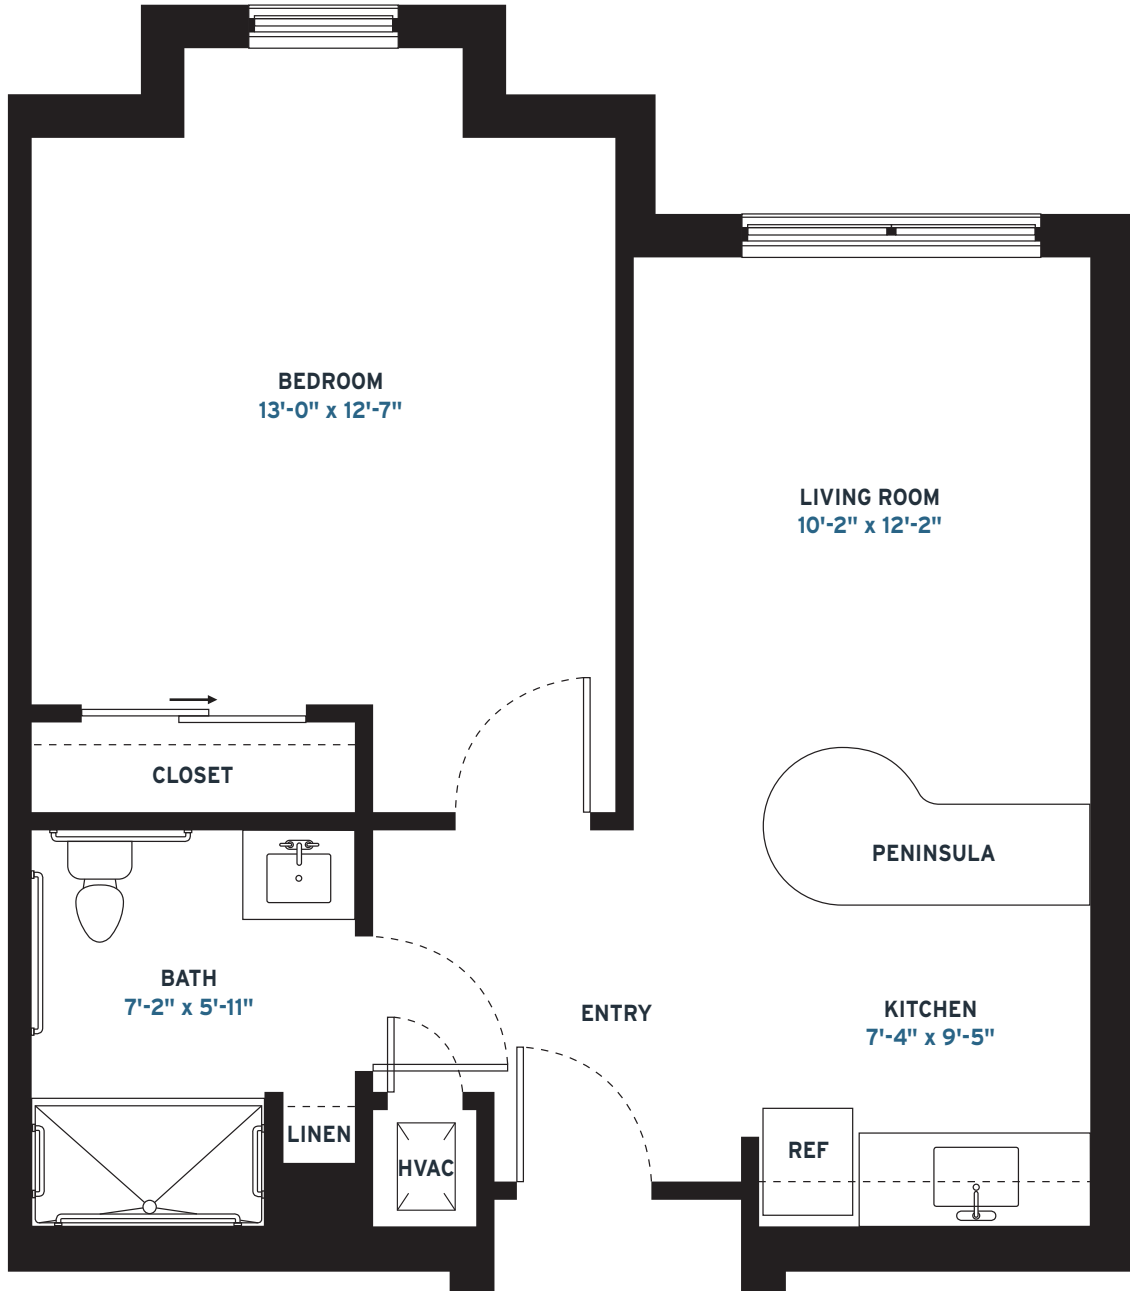 BEDROOM
13'-0" x 12'-7"
LIVING ROOM
10'-2" x 12'-2"
CLOSET
PENINSULA
BATH
7'-2" x 5'-11"
ENTRY
KITCHEN
7'-4" x 9'-5"
LINEN
REF
HVAC